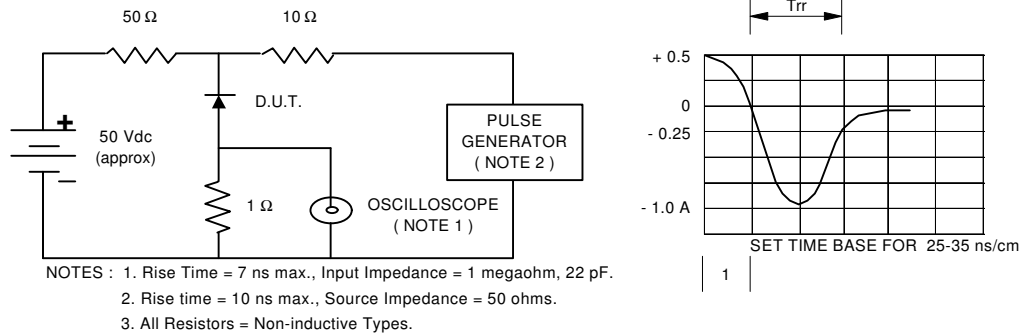 50 Ω
10 Ω
Trr
+
50 Vdc
(approx)
−
D.U.T.
1 Ω
OSCILLOSCOPE
( NOTE 1 )
PULSE
GENERATOR
( NOTE 2 )
+ 0.5
0
- 0.25
- 1.0 A
SET TIME BASE FOR 25-35 ns/cm
1
NOTES : 1. Rise Time = 7 ns max., Input Impedance = 1 megaohm, 22 pF.
2. Rise time = 10 ns max., Source Impedance = 50 ohms.
3. All Resistors = Non-inductive Types.